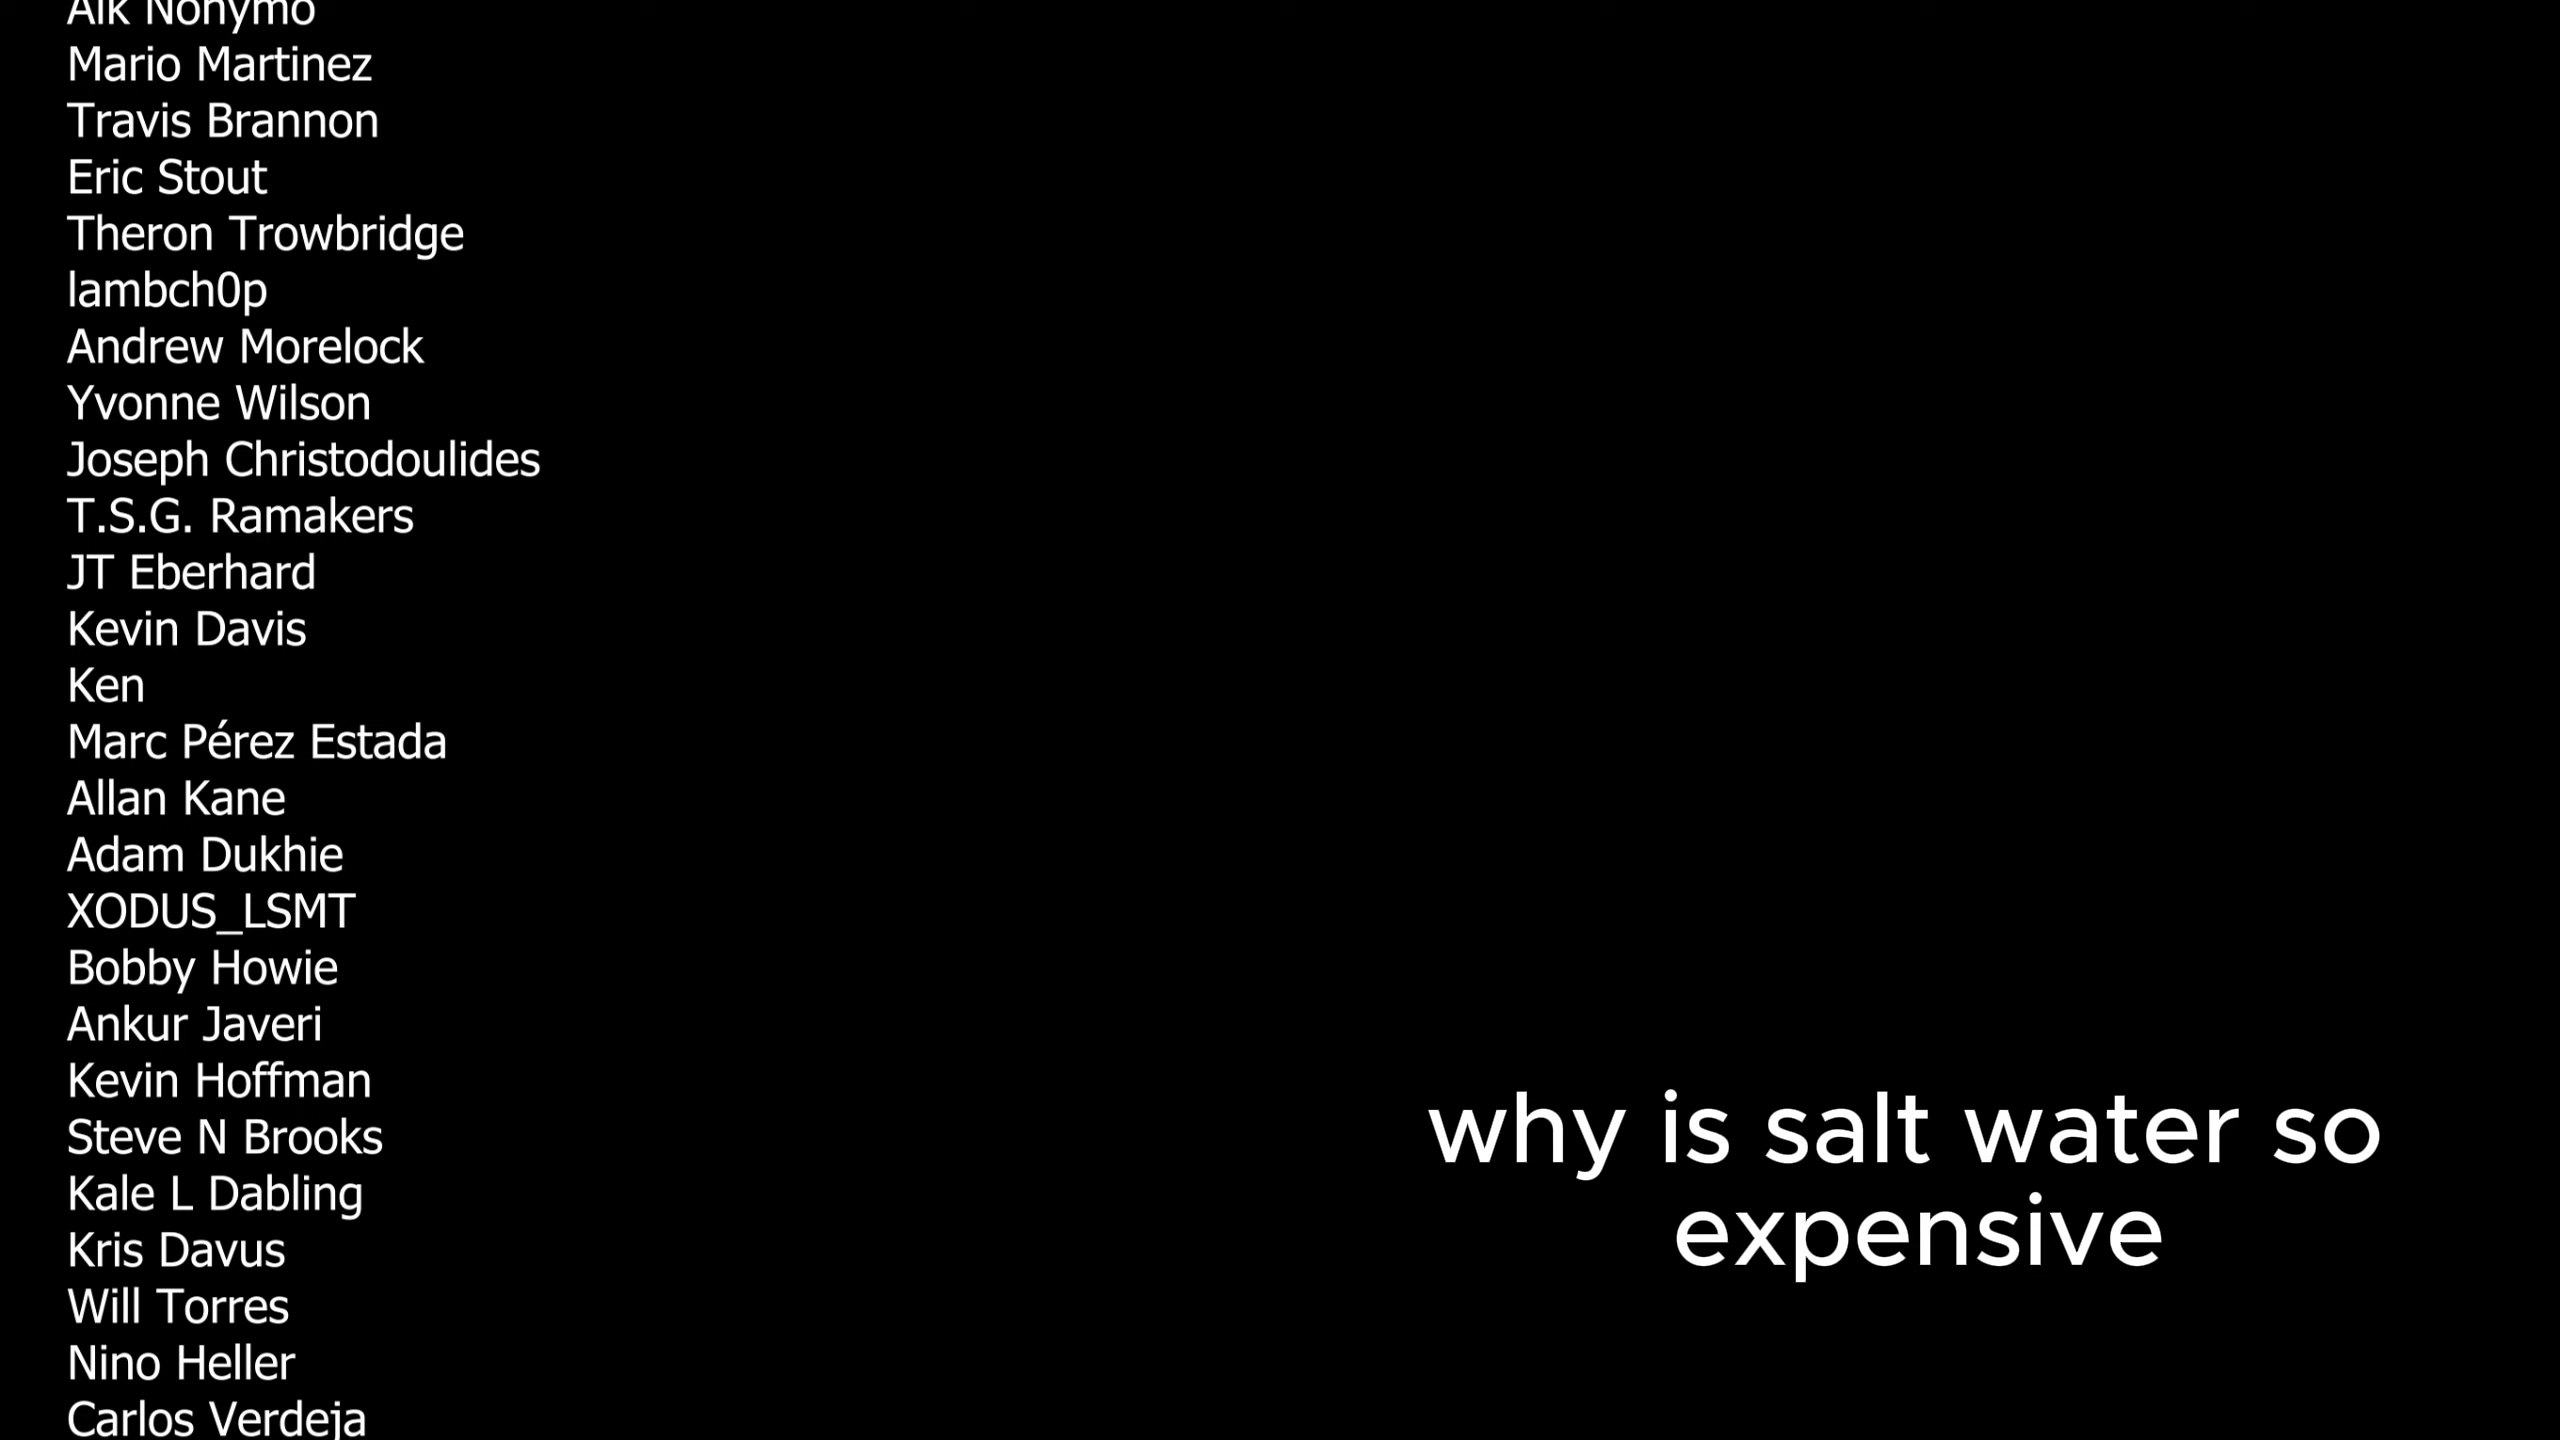 Mario Martinez
Travis Brannon
Eric Stout
Theron Trowbridge
lambch0p
Andrew Morelock
Yvonne Wilson
Joseph Christodoulides
T.S.G. Ramakers
JT Eberhard
Kevin Davis
Ken
Marc Pérez Estada
Allan Kane
Adam Dukhie
XODUS_LSMT
Bobby Howie
Ankur Javeri
Kevin Hoffman
Steve N Brooks
Kale L Dabling
Kris Davus
Will Torres
Nino Heller
Carlos Verdeja
why is salt water so
expensive